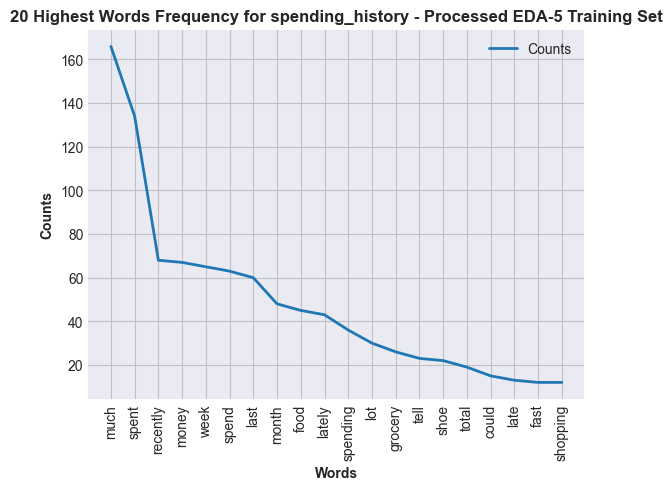 20 Highest Words Frequency for spending_history - Processed EDA-5 Training Set
Counts
160
140
120
100
80
60
40
20
Counts
much
spent
recently
money
week
spend
last
month
food
lately
spending
lot
grocery
tell
shoe
total
could
late
fast
shopping
Words